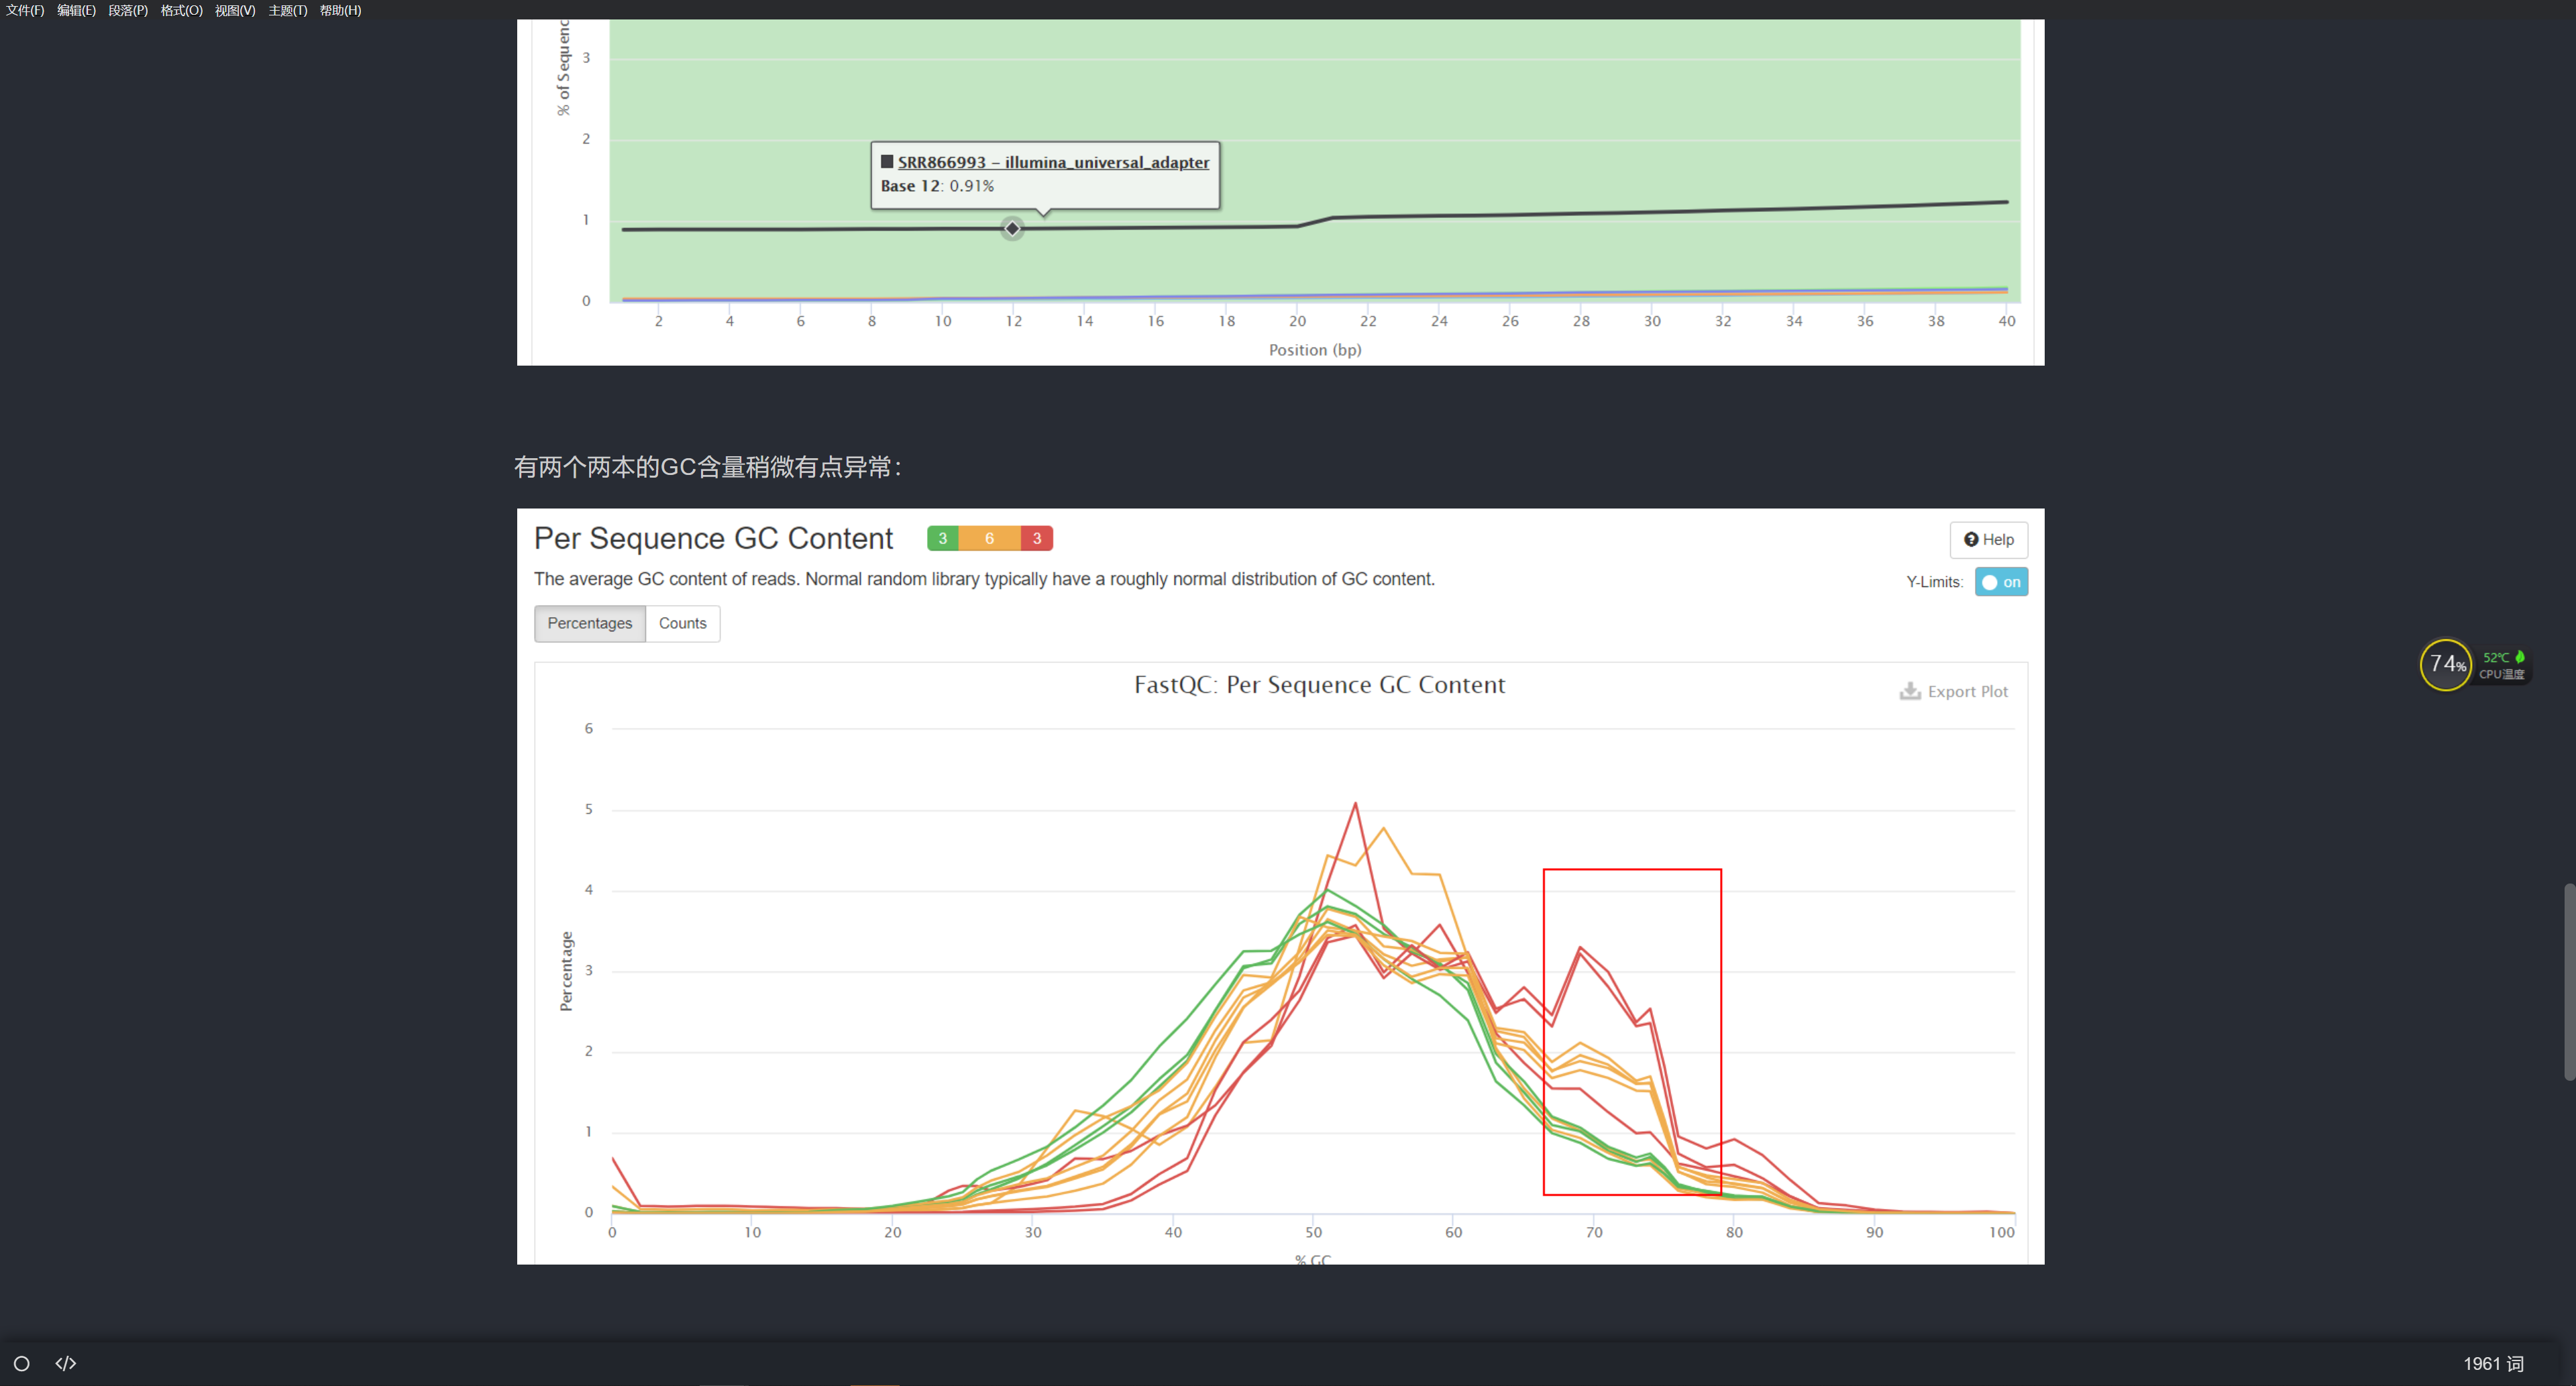 文件(F) 编辑(E) 段落(P) 格式(O) 视图(V) 主题(T) 帮助(H)
% of Sequenc
3
2
1
0
SRR866993 – illumina_universal_adapter
Base 12: 0.91%
2 4 6 8 10 12 14 16 18 20 22 24 26 28 30 32 34 36 38 40
Position (bp)
有两个两本的GC含量稍微有点异常：
Per Sequence GC Content 3 6 3
Help
The average GC content of reads. Normal random library typically have a roughly normal distribution of GC content.
Y-Limits: on
Percentages Counts
FastQC: Per Sequence GC Content
Export Plot
Percentage
6
5
4
3
2
1
0
0 10 20 30 40 50 60 70 80 90 100
% GC
74%
52℃
CPU温度
</> 1961 词